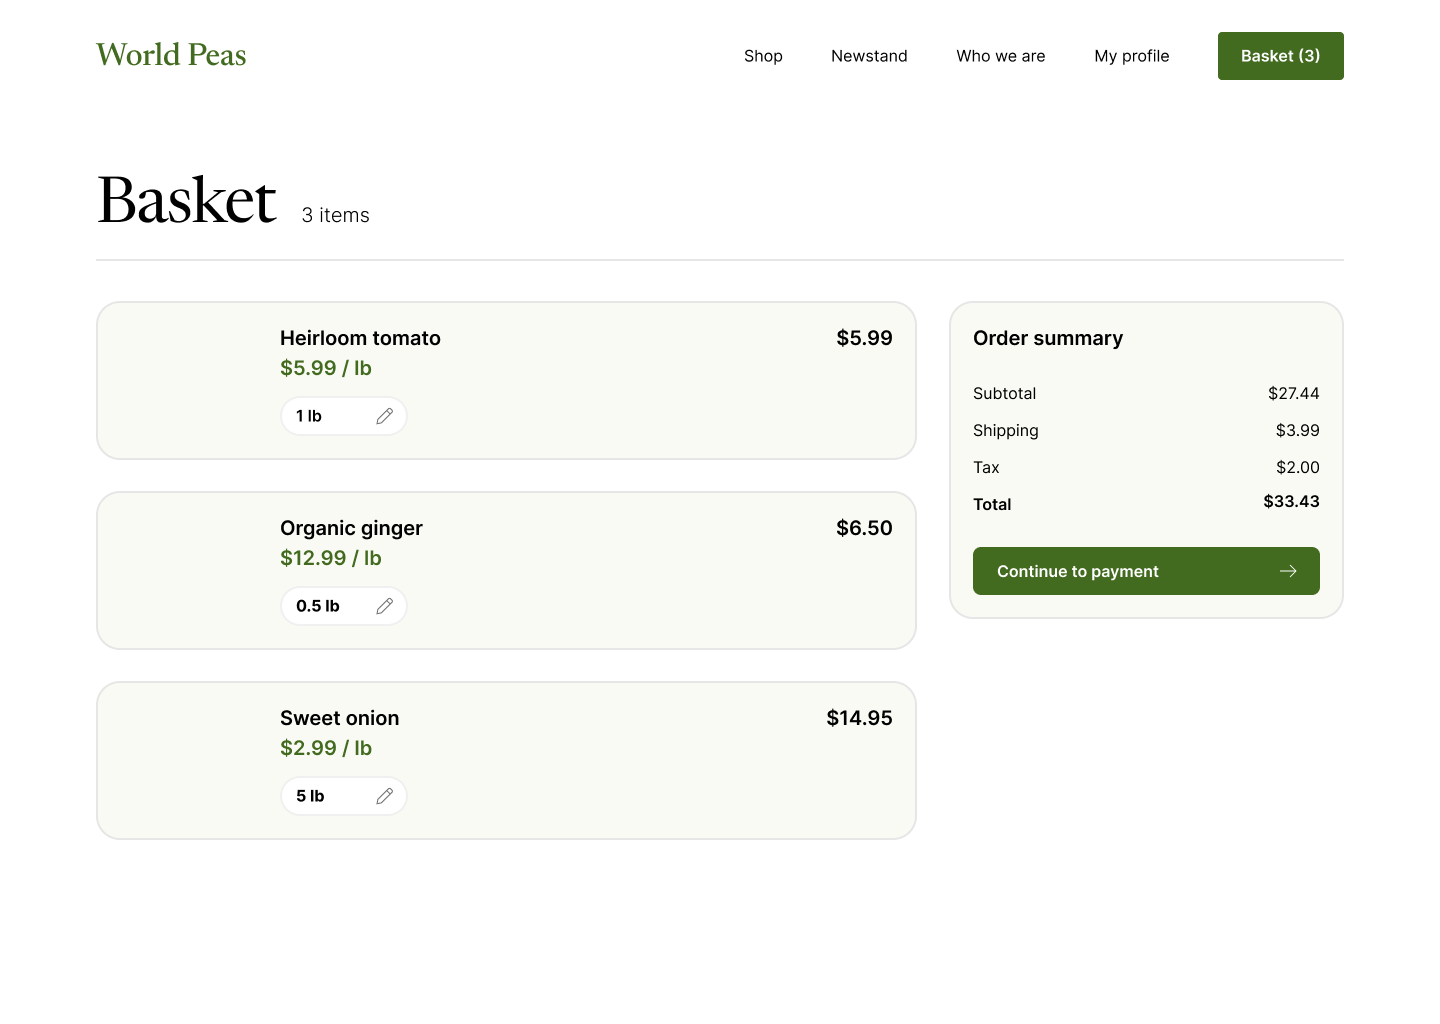 World Peas
Shop
Newstand
Who we are
My profile
Basket (3)
Basket
3 items
Heirloom tomato
$5.99
$5.99 / lb
1 lb
Organic ginger
$6.50
$12.99 / lb
0.5 lb
Sweet onion
$14.95
$2.99 / lb
5 lb
Order summary
Subtotal $27.44
Shipping $3.99
Tax $2.00
Total $33.43
Continue to payment